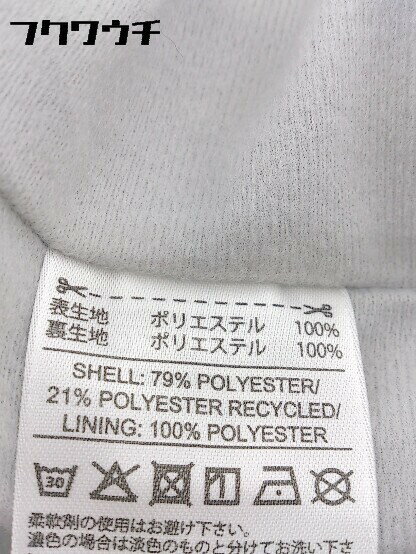 フクワウチ
表生地 ポリエステル 100%
裏生地 ポリエステル 100%
SHELL: 79% POLYESTER/
21% POLYESTER RECYCLED/
LINING: 100% POLYESTER
30
柔軟剤の使用はお避け下さい。
濃色の場合は淡色のものと分けてお洗い下さ